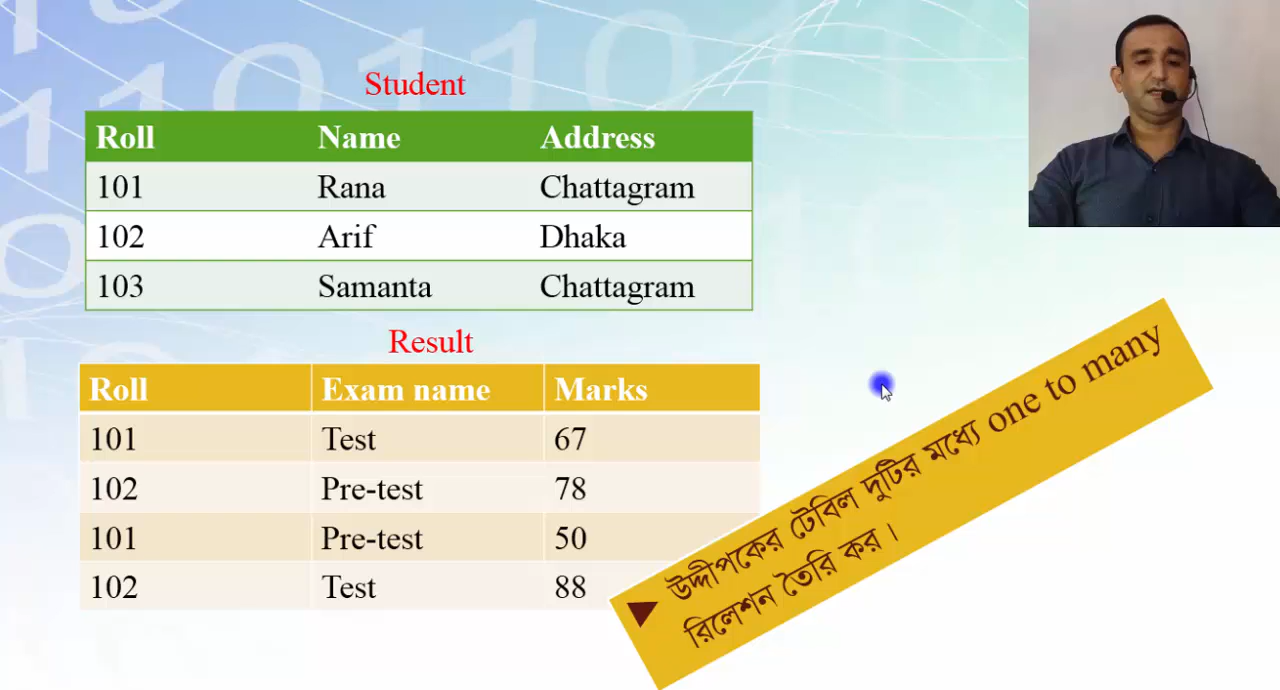 Student
Roll Name Address
101 Rana Chattagram
102 Arif Dhaka
103 Samanta Chattagram
Result
Roll Exam name Marks
101 Test 67
102 Pre-test 78
101 Pre-test 50
102 Test 88
উদ্দীপকের টেবিল দুটির মধ্যে one to many
রিলেশন তৈরি কর।